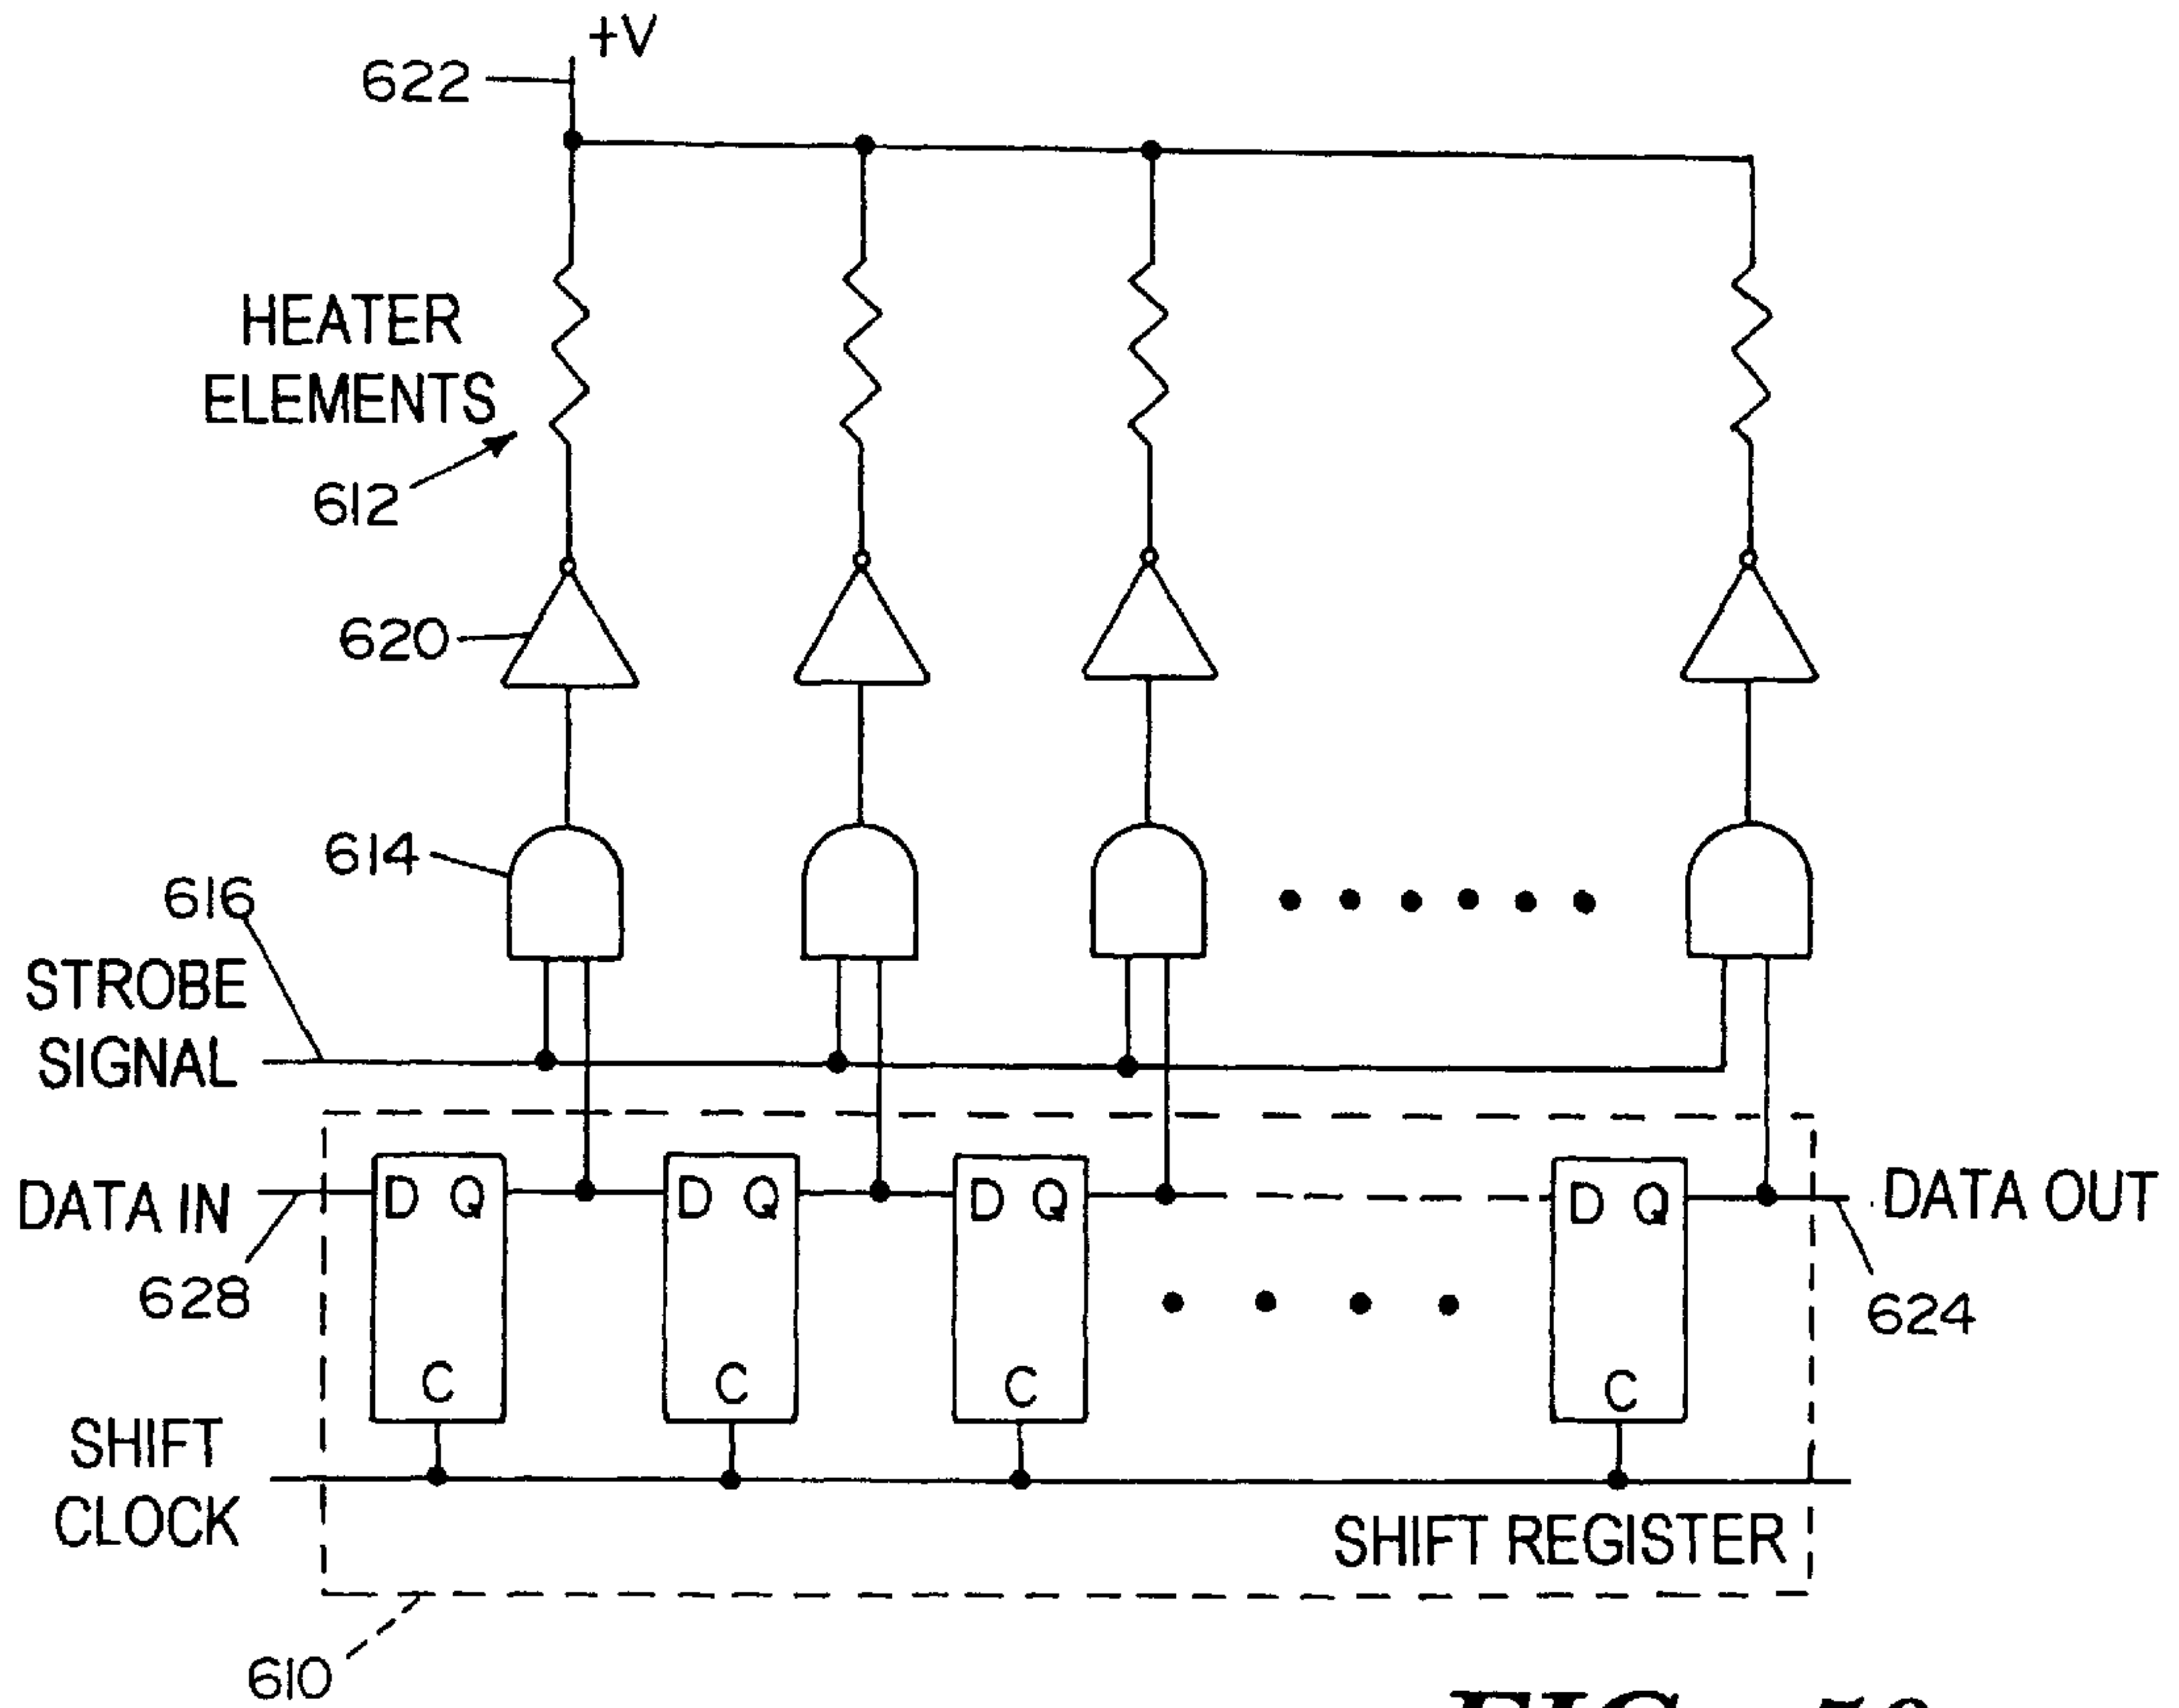 +V
622
HEATER
ELEMENTS
612
620
614
616
STROBE
SIGNAL
DATA IN
D Q
D Q
D Q
D Q
DATA OUT
628
624
C
C
C
C
SHIFT
CLOCK
SHIFT REGISTER
610